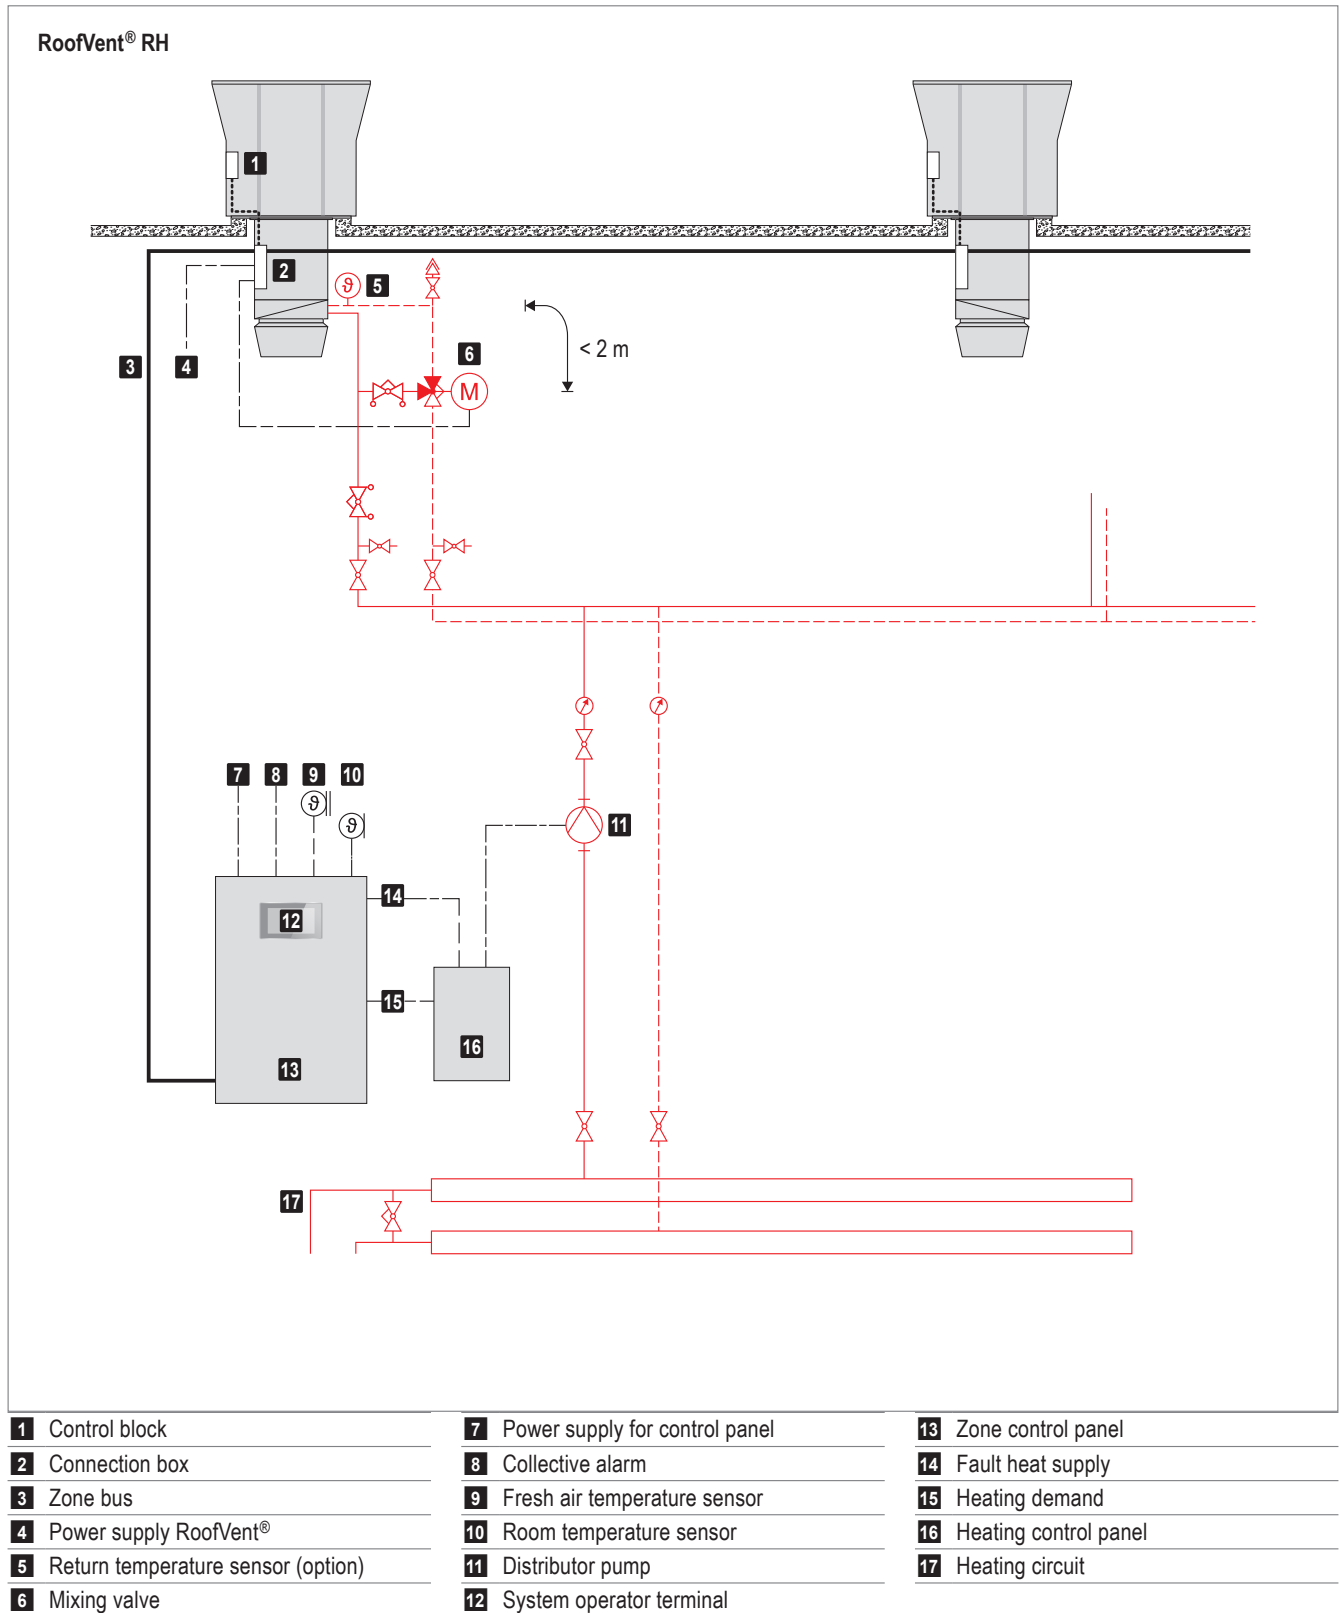 RoofVent® RH
1
2
5
3
4
6
< 2 m
M
ϑ
7
8
9
10
ϑ
ϑ
11
14
12
15
16
13
17
1 Control block
2 Connection box
3 Zone bus
4 Power supply RoofVent®
5 Return temperature sensor (option)
6 Mixing valve
7 Power supply for control panel
8 Collective alarm
9 Fresh air temperature sensor
10 Room temperature sensor
11 Distributor pump
12 System operator terminal
13 Zone control panel
14 Fault heat supply
15 Heating demand
16 Heating control panel
17 Heating circuit